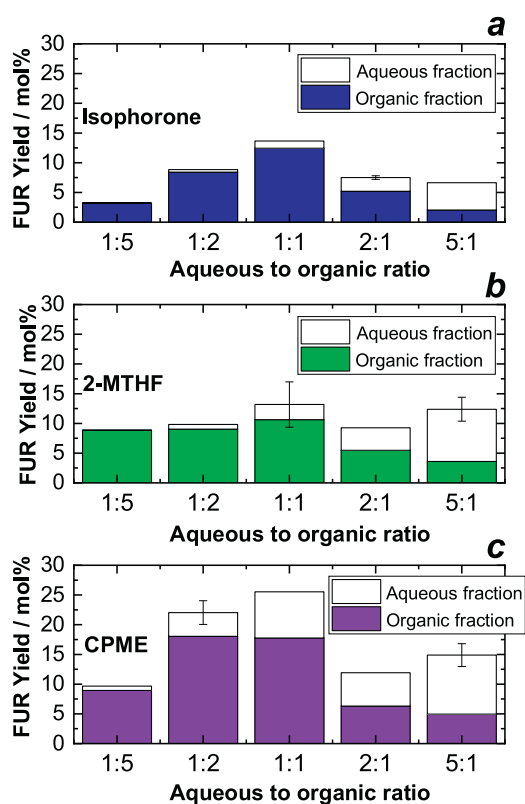 a
30
25
20
15
10
5
0
FUR Yield / mol%
Aqueous fraction
Organic fraction
Isophorone
1:5 1:2 1:1 2:1 5:1
Aqueous to organic ratio
b
30
25
20
15
10
5
0
FUR Yield / mol%
Aqueous fraction
Organic fraction
2-MTHF
1:5 1:2 1:1 2:1 5:1
Aqueous to organic ratio
c
30
25
20
15
10
5
0
FUR Yield / mol%
Aqueous fraction
Organic fraction
CPME
1:5 1:2 1:1 2:1 5:1
Aqueous to organic ratio